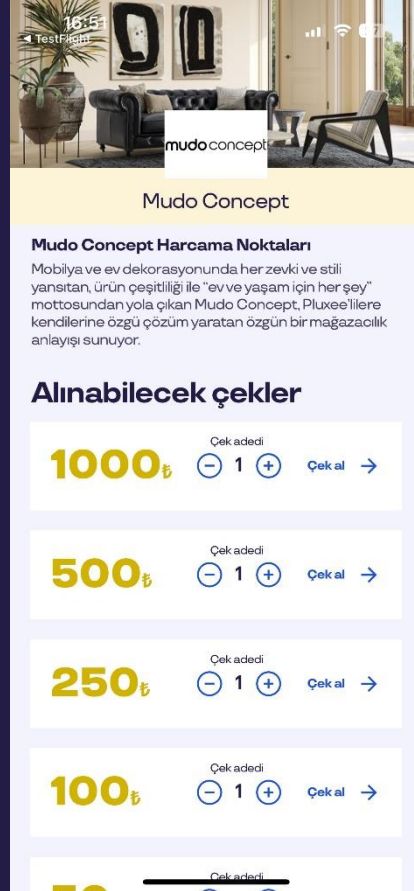 16:51
◀ TestFlight
mudo concept
Mudo Concept
Mudo Concept Harcama Noktaları
Mobilya ve ev dekorasyonunda her zevki ve stili
yansıtan, ürün çeşitliliği ile “ev ve yaşam için her şey”
mottosundan yola çıkan Mudo Concept, Pluxee'lilere
kendilerine özgü çözüm yaratan özgün bir mağazacılık
anlayışı sunuyor.
Alınabilecek çekler
Çek adedi
1000₺ − 1 + Çek al →
Çek adedi
500₺ − 1 + Çek al →
Çek adedi
250₺ − 1 + Çek al →
Çek adedi
100₺ − 1 + Çek al →
Çek adedi